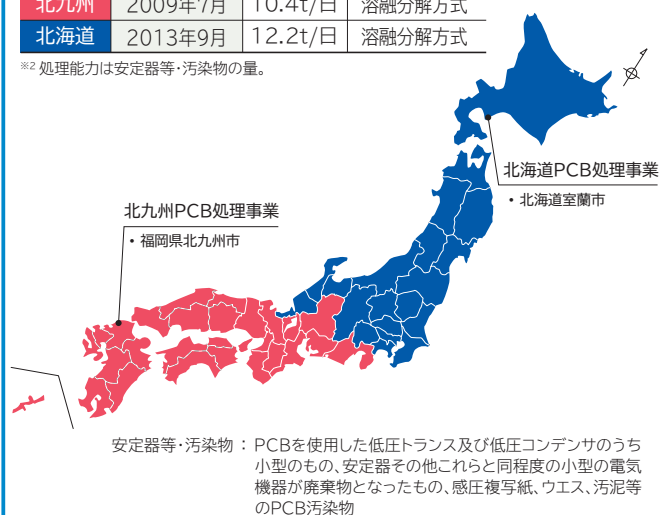 北九州 2009年7月 10.4t/日 溶融分解方式
北海道 2013年9月 12.2t/日 溶融分解方式
※2 処理能力は安定器等・汚染物の量。
北海道PCB処理事業
・北海道室蘭市
北九州PCB処理事業
・福岡県北九州市
安定器等・汚染物 ： PCBを使用した低圧トランス及び低圧コンデンサのうち
小型のもの、安定器その他これらと同程度の小型の電気
機器が廃棄物となったもの、感圧複写紙、ウエス、汚泥等
のPCB汚染物